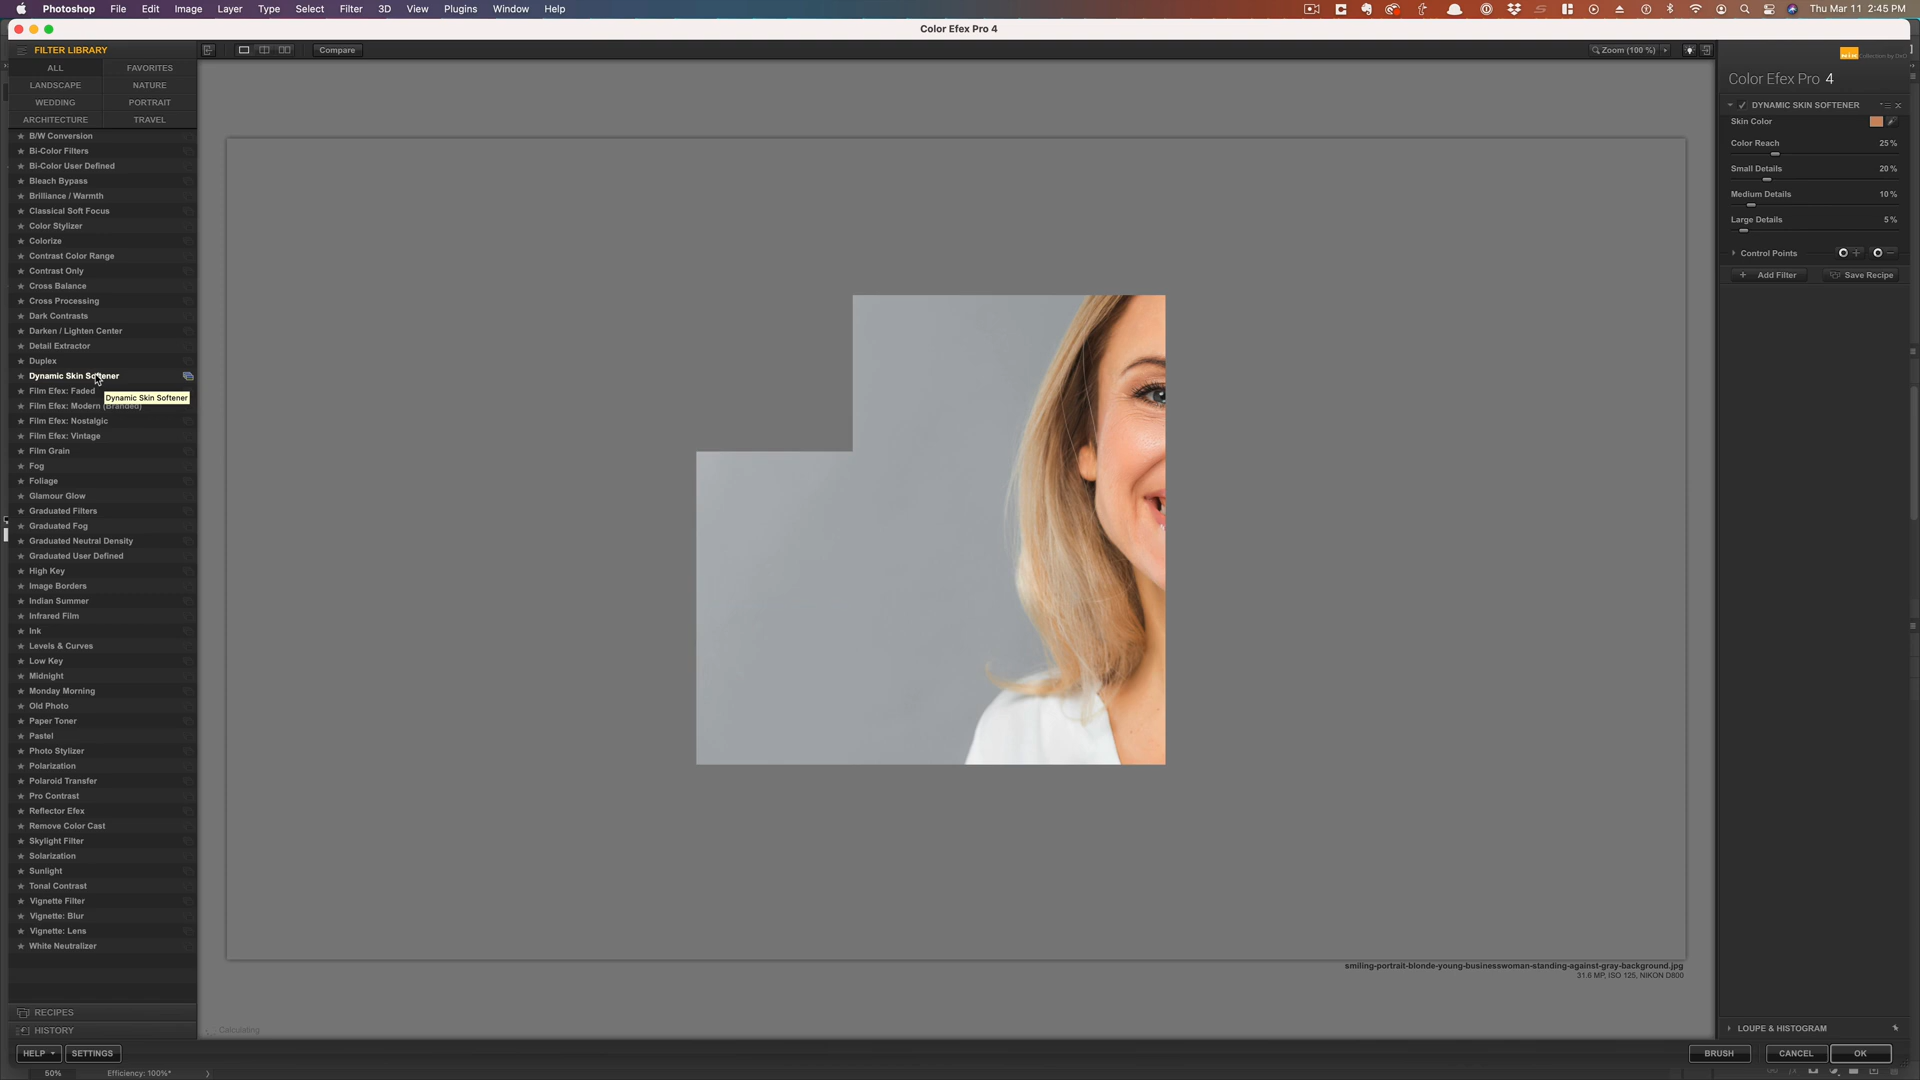 Photoshop File Edit Image Layer Type Select Filter 3D View Plugins Window Help Thu Mar 11 2:45 PM
Color Efex Pro 4
FILTER LIBRARY Compare Zoom (100 %)
ALL FAVORITES
LANDSCAPE NATURE
WEDDING PORTRAIT
ARCHITECTURE TRAVEL
B/W Conversion
Bi-Color Filters
Bi-Color User Defined
Bleach Bypass
Brilliance / Warmth
Classical Soft Focus
Color Stylizer
Colorize
Contrast Color Range
Contrast Only
Cross Balance
Cross Processing
Dark Contrasts
Darken / Lighten Center
Detail Extractor
Duplex
Dynamic Skin Softener
Film Efex: Faded
Dynamic Skin Softener
Film Efex: Modern (Branded)
Film Efex: Nostalgic
Film Efex: Vintage
Film Grain
Fog
Foliage
Glamour Glow
Graduated Filters
Graduated Fog
Graduated Neutral Density
Graduated User Defined
High Key
Image Borders
Indian Summer
Infrared Film
Ink
Levels & Curves
Low Key
Midnight
Monday Morning
Old Photo
Paper Toner
Pastel
Photo Stylizer
Polarization
Polaroid Transfer
Pro Contrast
Reflector Efex
Remove Color Cast
Skylight Filter
Solarization
Sunlight
Tonal Contrast
Vignette Filter
Vignette: Blur
Vignette: Lens
White Neutralizer
RECIPES
HISTORY
HELP SETTINGS
50% Efficiency: 100%*
Calculating
smiling-portrait-blonde-young-businesswoman-standing-against-gray-background.jpg
31.6 MP, ISO 125, NIKON D800
Collection by DxO
Color Efex Pro 4
DYNAMIC SKIN SOFTENER
Skin Color
Color Reach 25 %
Small Details 20 %
Medium Details 10 %
Large Details 5 %
Control Points
Add Filter Save Recipe
LOUPE & HISTOGRAM
BRUSH CANCEL OK